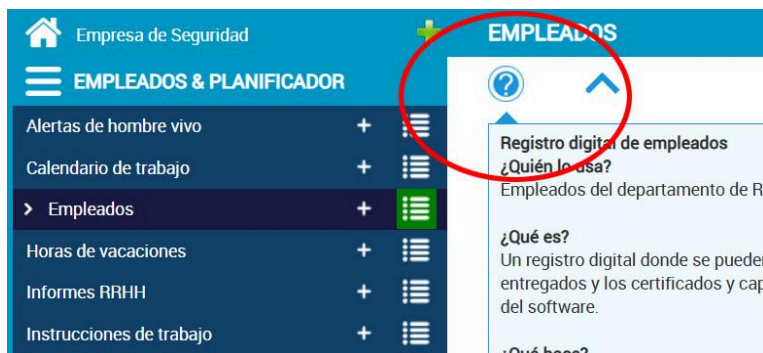 Empresa de Seguridad
EMPLEADOS & PLANIFICADOR
Alertas de hombre vivo
Calendario de trabajo
Empleados
Horas de vacaciones
Informes RRHH
Instrucciones de trabajo
EMPLEADOS
Registro digital de empleados
¿Quién lo usa?
Empleados del departamento de R
¿Qué es?
Un registro digital donde se pueden
entregados y los certificados y cap
del software.
¿Qué hace?